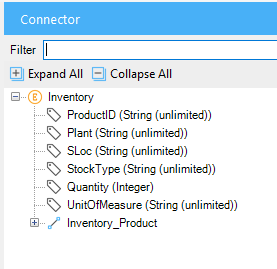 Connector
Filter
Expand All Collapse All
Inventory
ProductID (String (unlimited))
Plant (String (unlimited))
SLoc (String (unlimited))
StockType (String (unlimited))
Quantity (Integer)
UnitOfMeasure (String (unlimited))
Inventory_Product